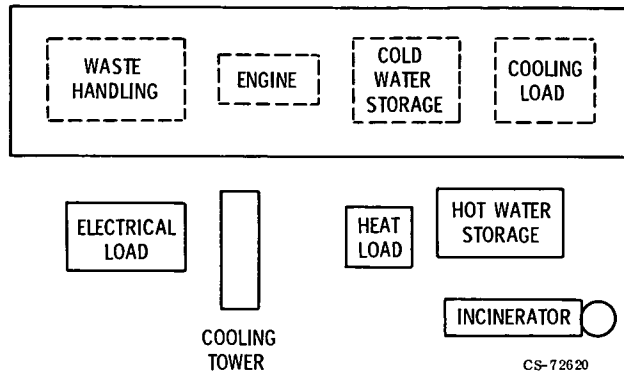 WASTE
HANDLING
ENGINE
COLD
WATER
STORAGE
COOLING
LOAD
ELECTRICAL
LOAD
COOLING
TOWER
HEAT
LOAD
HOT WATER
STORAGE
INCINERATOR
CS-72620